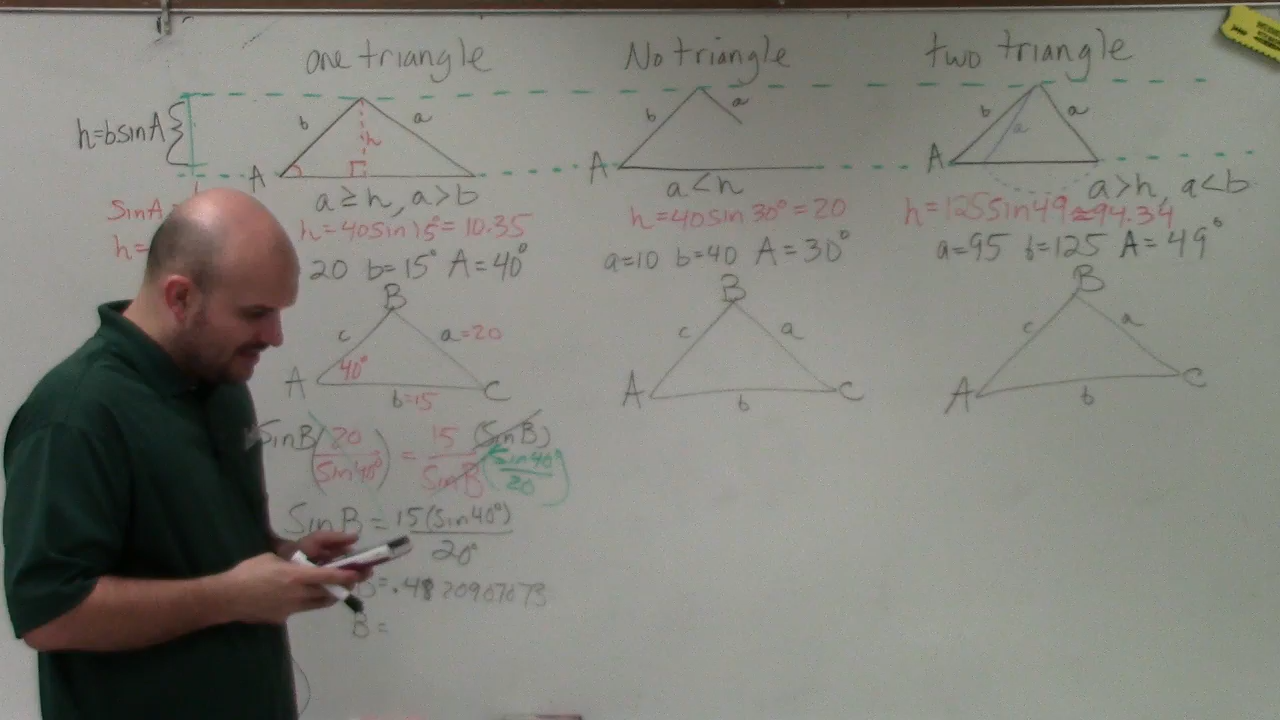 one triangle
No triangle
two triangle
h=bsinA
b
a
h
A
a≥h, a>b
b
a
A
a<h
b
a
a
A
a>h, a<b
sinA
h=
h=40sin15°=10.35
20 b=15° A=40°
h=40sin30°=20
a=10 b=40 A=30°
h=125sin49≈94.34
a=95 b=125 A=49°
B
c
a=20
40°
A
b=15
C
B
c
a
A
b
C
B
c
a
A
b
C
SinB(20/Sin40°) = 15/SinB (SinB) (Sin40°/20)
SinB = 15(Sin40°)/20°
B=